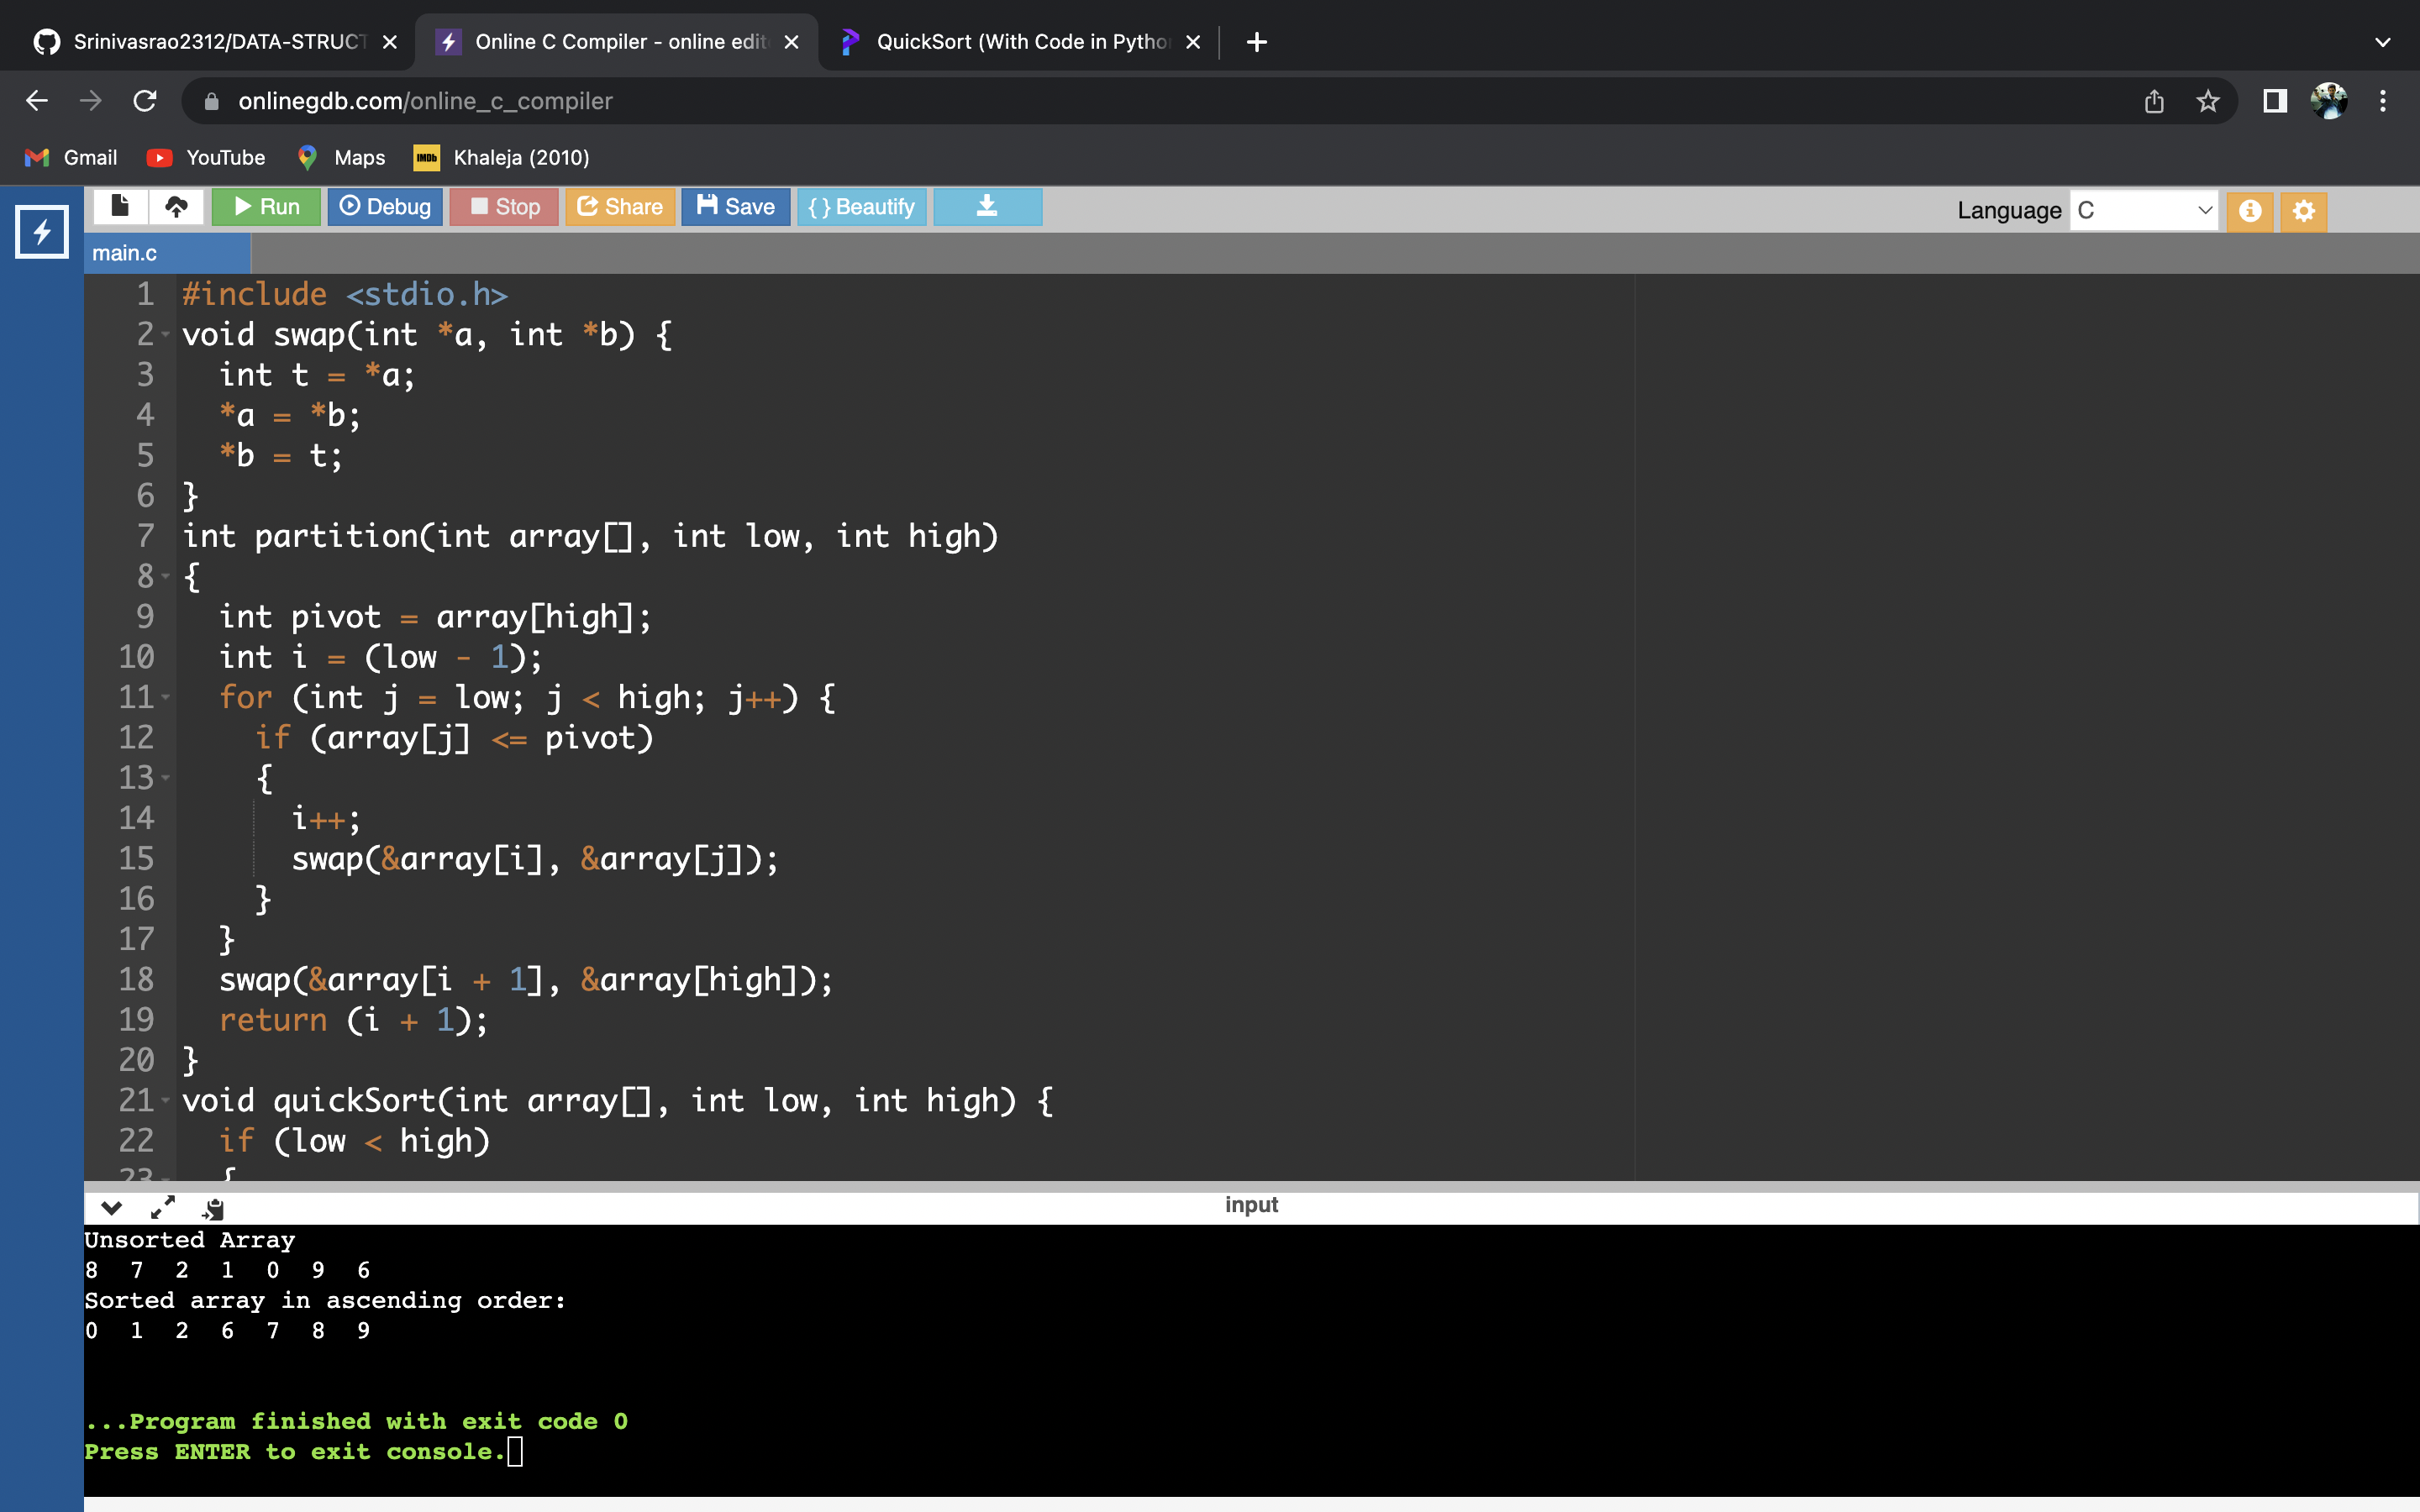 Srinivasrao2312/DATA-STRUCT
Online C Compiler - online edit
QuickSort (With Code in Pytho
onlinegdb.com/online_c_compiler
Gmail YouTube Maps IMDb Khaleja (2010)
Run Debug Stop Share Save { } Beautify Language C
main.c
1 #include <stdio.h>
2 void swap(int *a, int *b) {
3   int t = *a;
4   *a = *b;
5   *b = t;
6 }
7 int partition(int array[], int low, int high)
8 {
9   int pivot = array[high];
10   int i = (low - 1);
11   for (int j = low; j < high; j++) {
12     if (array[j] <= pivot)
13     {
14       i++;
15       swap(&array[i], &array[j]);
16     }
17   }
18   swap(&array[i + 1], &array[high]);
19   return (i + 1);
20 }
21 void quickSort(int array[], int low, int high) {
22   if (low < high)
23   {
input
Unsorted Array
8  7  2  1  0  9  6
Sorted array in ascending order:
0  1  2  6  7  8  9
...Program finished with exit code 0
Press ENTER to exit console.